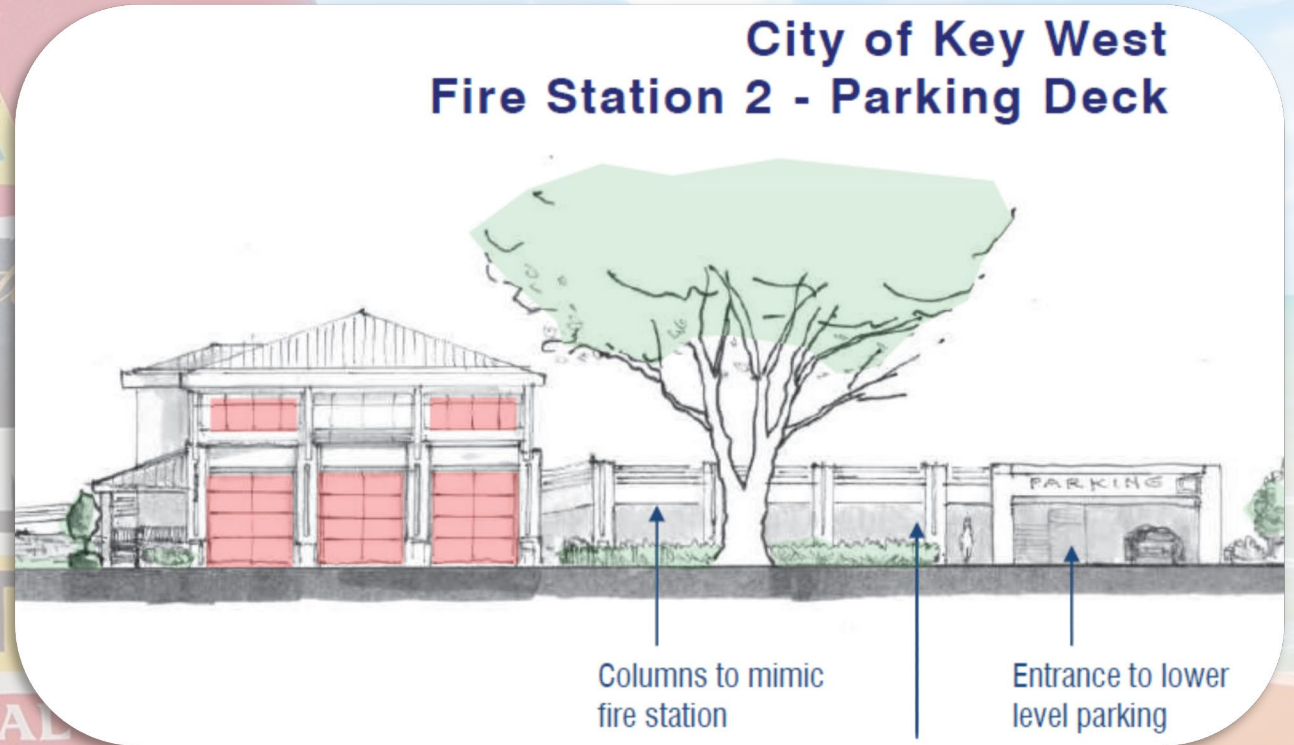 City of Key West
Fire Station 2 - Parking Deck
PARKING
Columns to mimic
fire station
Entrance to lower
level parking
AL